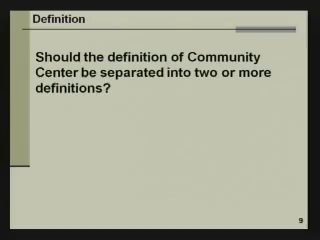 Definition
Should the definition of Community
Center be separated into two or more
definitions?
9